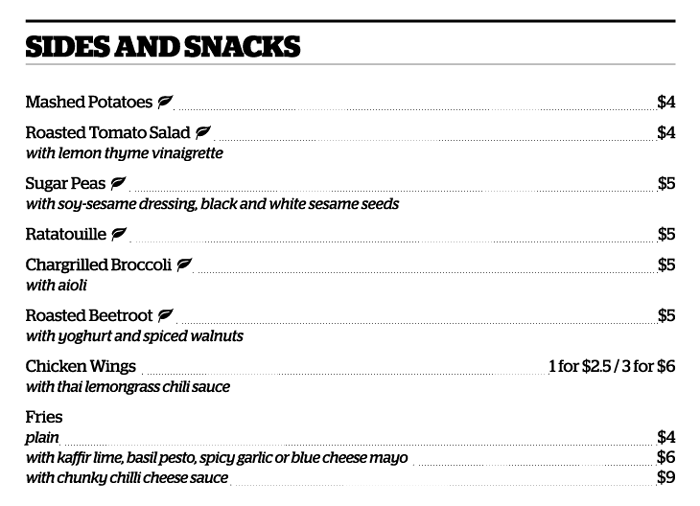 SIDES AND SNACKS
Mashed Potatoes $4
Roasted Tomato Salad $4
with lemon thyme vinaigrette
Sugar Peas $5
with soy-sesame dressing, black and white sesame seeds
Ratatouille $5
Chargrilled Broccoli $5
with aioli
Roasted Beetroot $5
with yoghurt and spiced walnuts
Chicken Wings 1 for $2.5 / 3 for $6
with thai lemongrass chili sauce
Fries
plain $4
with kaffir lime, basil pesto, spicy garlic or blue cheese mayo $6
with chunky chilli cheese sauce $9